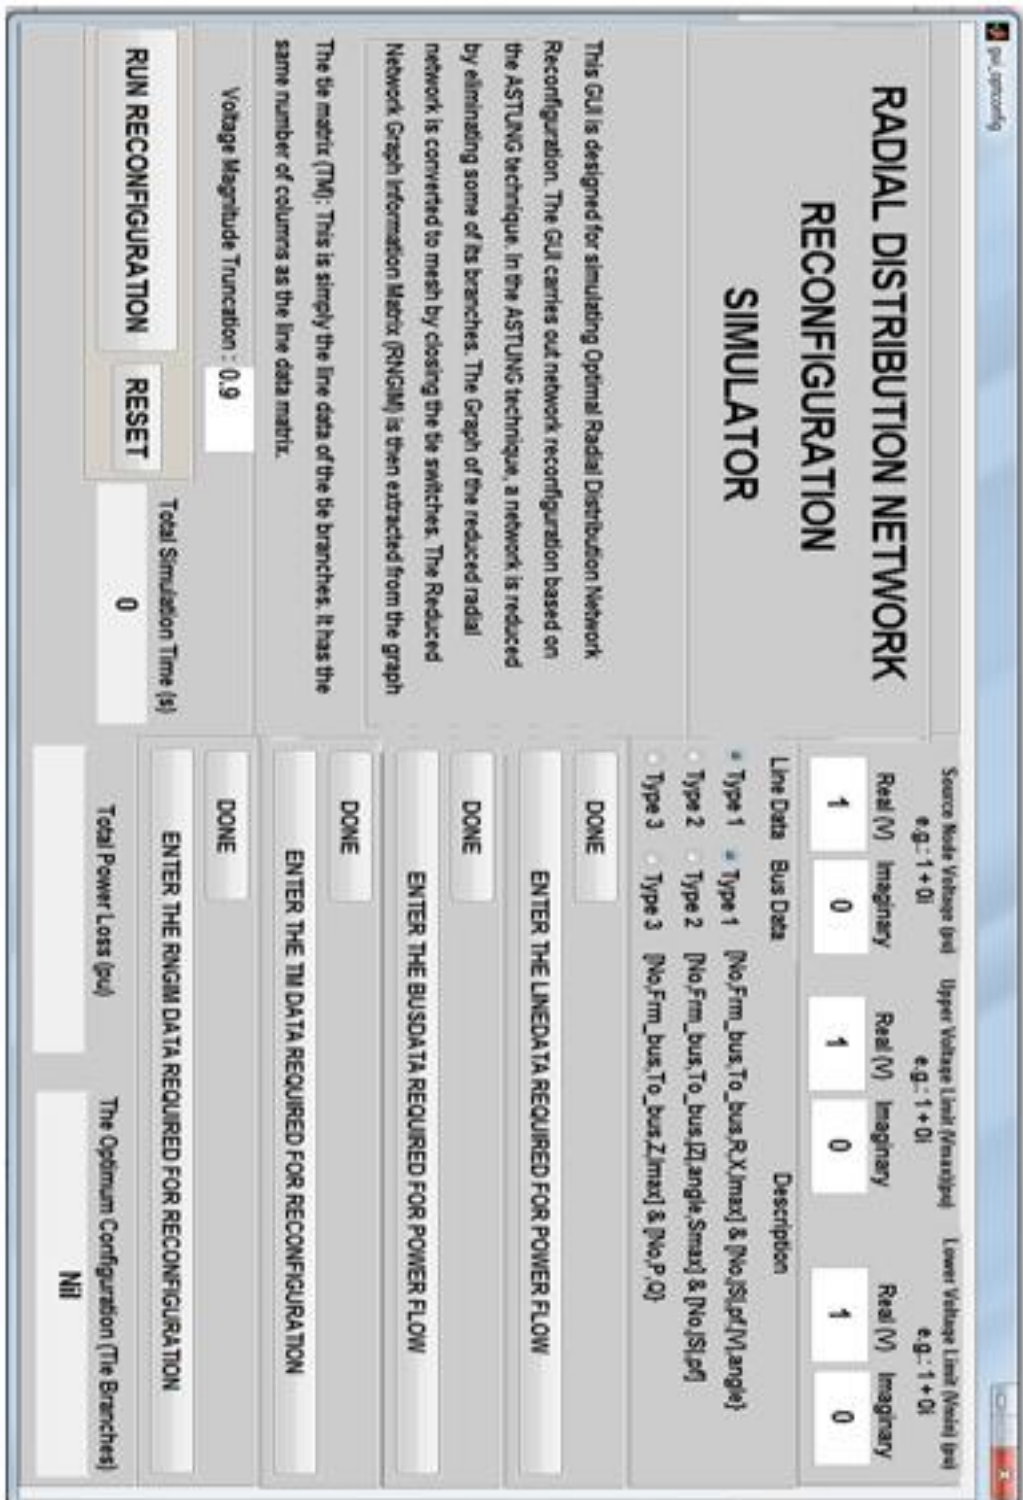 gui_optconfig
RADIAL DISTRIBUTION NETWORK
RECONFIGURATION
SIMULATOR
This GUI is designed for simulating Optimal Radial Distribution Network
Reconfiguration. The GUI carries out network reconfiguration based on
the ASTUNG technique. In the ASTUNG technique, a network is reduced
by eliminating some of its branches. The Graph of the reduced radial
network is converted to mesh by closing the tie switches. The Reduced
Network Graph Information Matrix (RNGIM) is then extracted from the graph
The tie matrix (TM): This is simply the line data of the tie branches. It has the
same number of columns as the line data matrix.
Voltage Magnitude Truncation : 0.9
RUN RECONFIGURATION RESET
Total Simulation Time (s)
0
Source Node Voltage (pu) Upper Voltage Limit (Vmax)(pu) Lower Voltage Limit (Vmin) (pu)
e.g.: 1 + 0i e.g.: 1 + 0i e.g.: 1 + 0i
Real (V) Imaginary Real (V) Imaginary Real (V) Imaginary
1 0 1 0 1 0
Line Data Bus Data Description
Type 1 Type 1 [No,Frm_bus,To_bus,R,X,Imax] & [No,|S|,pf,|V|,angle}
Type 2 Type 2 [No,Frm_bus,To_bus,|Z|,angle,Smax] & [No,|S|,pf]
Type 3 Type 3 [No,Frm_bus,To_bus,Z,Imax] & [No,P,Q}
DONE
ENTER THE LINEDATA REQUIRED FOR POWER FLOW
DONE
ENTER THE BUSDATA REQUIRED FOR POWER FLOW
DONE
ENTER THE TM DATA REQUIRED FOR RECONFIGURATION
DONE
ENTER THE RNGIM DATA REQUIRED FOR RECONFIGURATION
Total Power Loss (pu) The Optimum Configuration (Tie Branches)
Nil